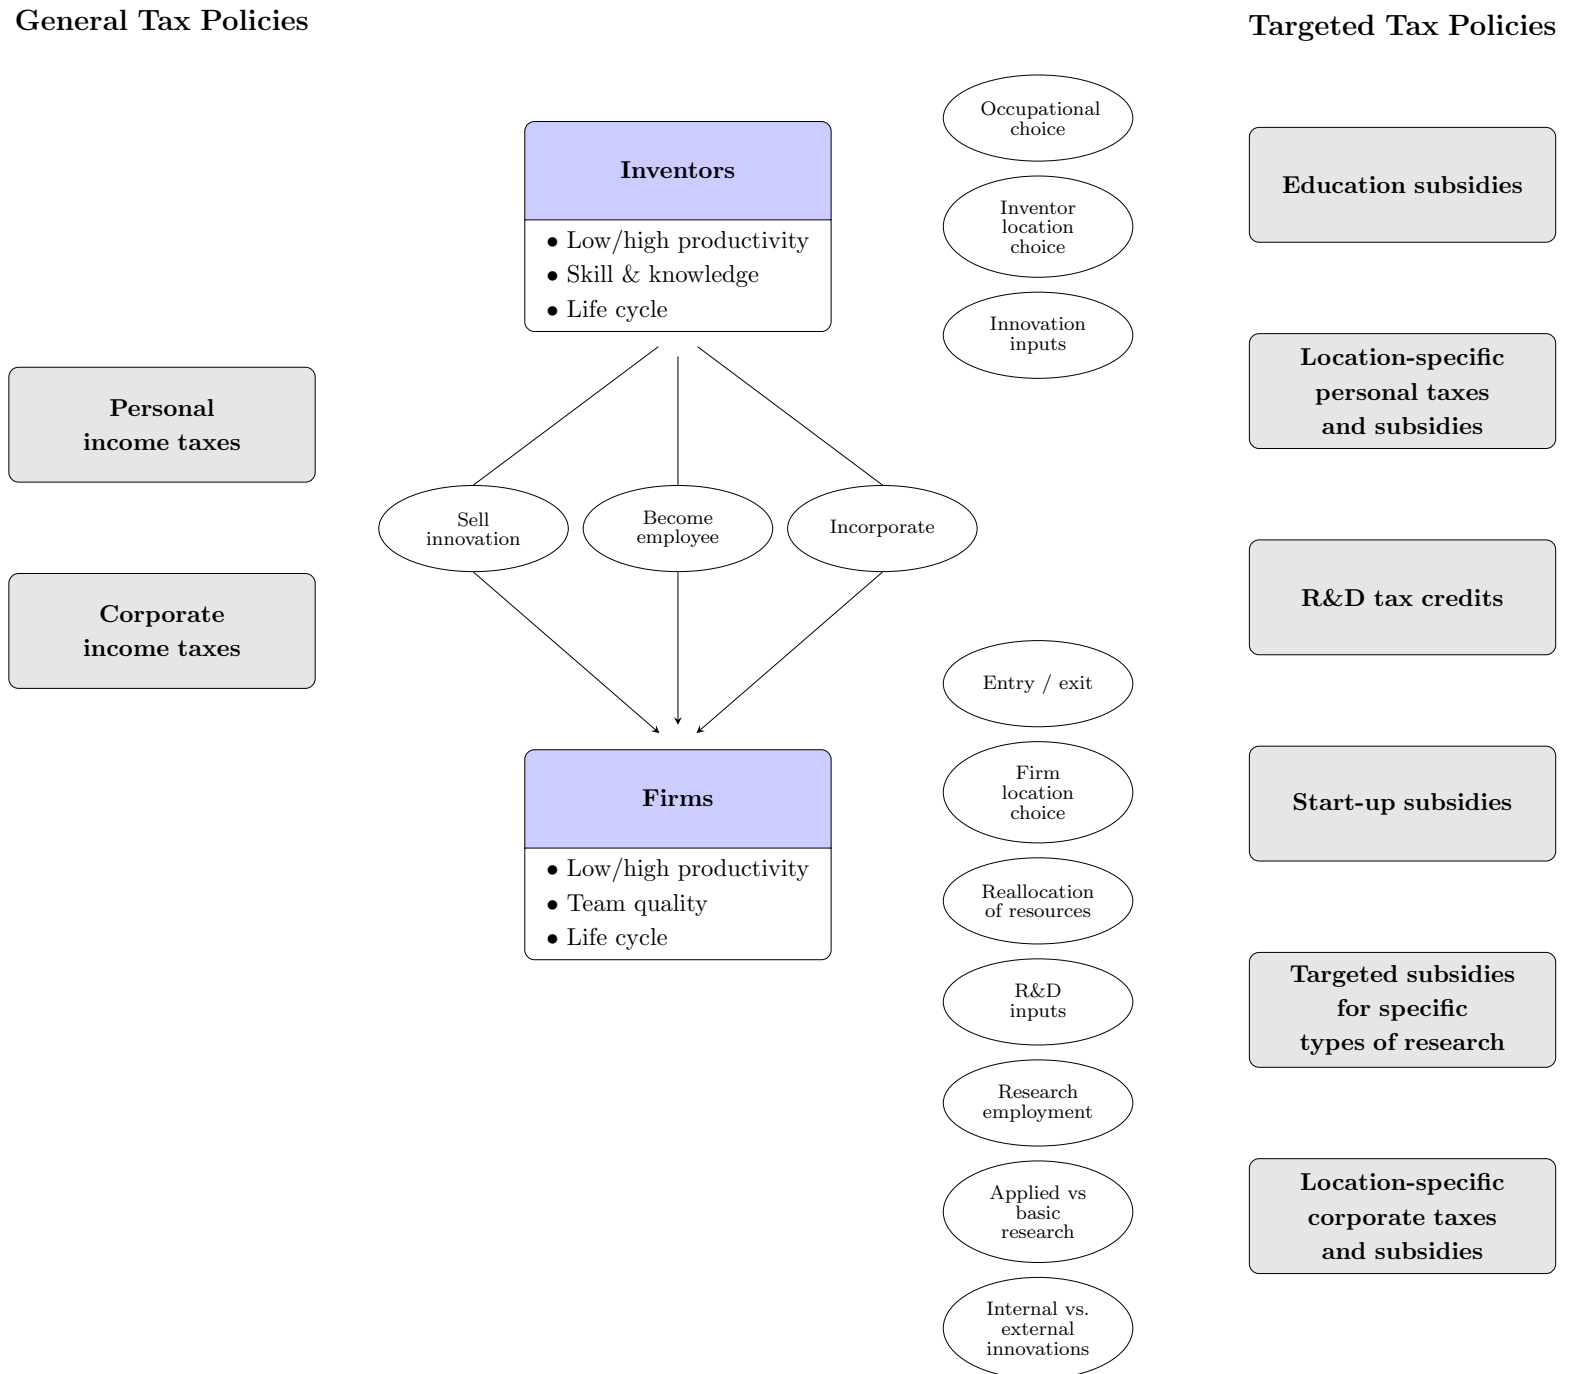 General Tax Policies
Targeted Tax Policies
Inventors
• Low/high productivity
• Skill & knowledge
• Life cycle
Personal
income taxes
Corporate
income taxes
Sell
innovation
Become
employee
Incorporate
Firms
• Low/high productivity
• Team quality
• Life cycle
Occupational
choice
Inventor
location
choice
Innovation
inputs
Entry / exit
Firm
location
choice
Reallocation
of resources
R&D
inputs
Research
employment
Applied vs
basic
research
Internal vs.
external
innovations
Education subsidies
Location-specific
personal taxes
and subsidies
R&D tax credits
Start-up subsidies
Targeted subsidies
for specific
types of research
Location-specific
corporate taxes
and subsidies